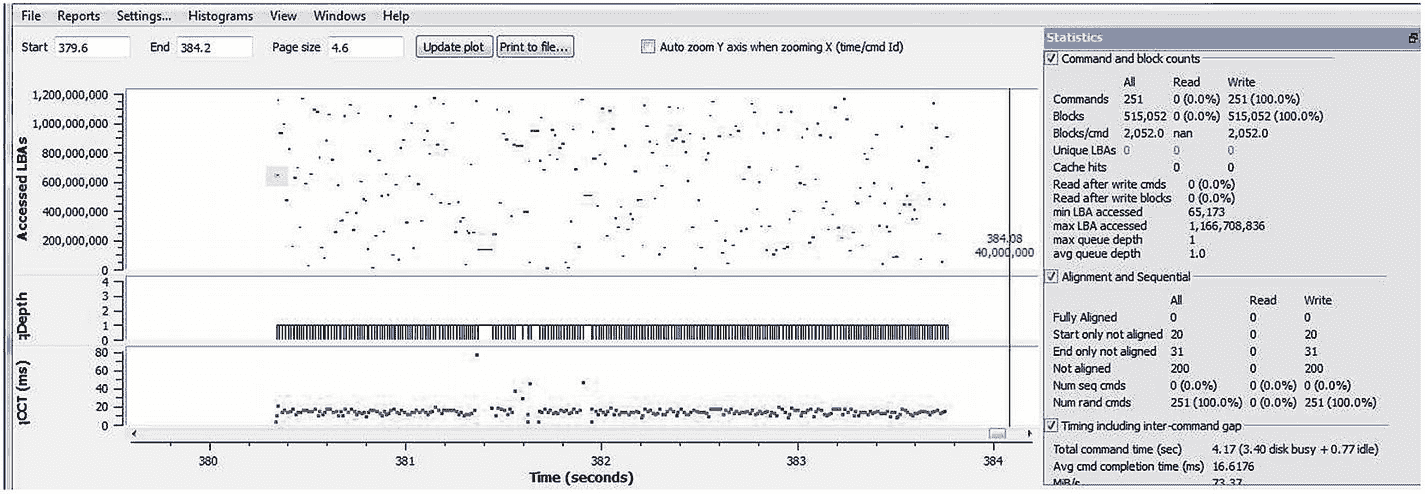 File Reports Settings... Histograms View Windows Help
Start 379.6 End 384.2 Page size 4.6 Update plot Print to file... Auto zoom Y axis when zooming X (time/cmd Id)
Accessed LBAs
1,200,000,000
1,000,000,000
800,000,000
600,000,000
400,000,000
200,000,000
0
384.08
40,000,000
qDepth
4
3
2
1
0
qCCT (ms)
80
60
40
20
0
380 381 382 383 384
Time (seconds)
Statistics
Command and block counts
All Read Write
Commands 251 0 (0.0%) 251 (100.0%)
Blocks 515,052 0 (0.0%) 515,052 (100.0%)
Blocks/cmd 2,052.0 nan 2,052.0
Unique LBAs 0 0 0
Cache hits 0 0
Read after write cmds 0 (0.0%)
Read after write blocks 0 (0.0%)
min LBA accessed 65,173
max LBA accessed 1,166,708,836
max queue depth 1
avg queue depth 1.0
Alignment and Sequential
All Read Write
Fully Aligned 0 0 0
Start only not aligned 20 0 20
End only not aligned 31 0 31
Not aligned 200 0 200
Num seq cmds 0 (0.0%) 0 (0.0%) 0 (0.0%)
Num rand cmds 251 (100.0%) 0 (0.0%) 251 (100.0%)
Timing including inter-command gap
Total command time (sec) 4.17 (3.40 disk busy + 0.77 idle)
Avg cmd completion time (ms) 16.6176
MiB/s 73.37